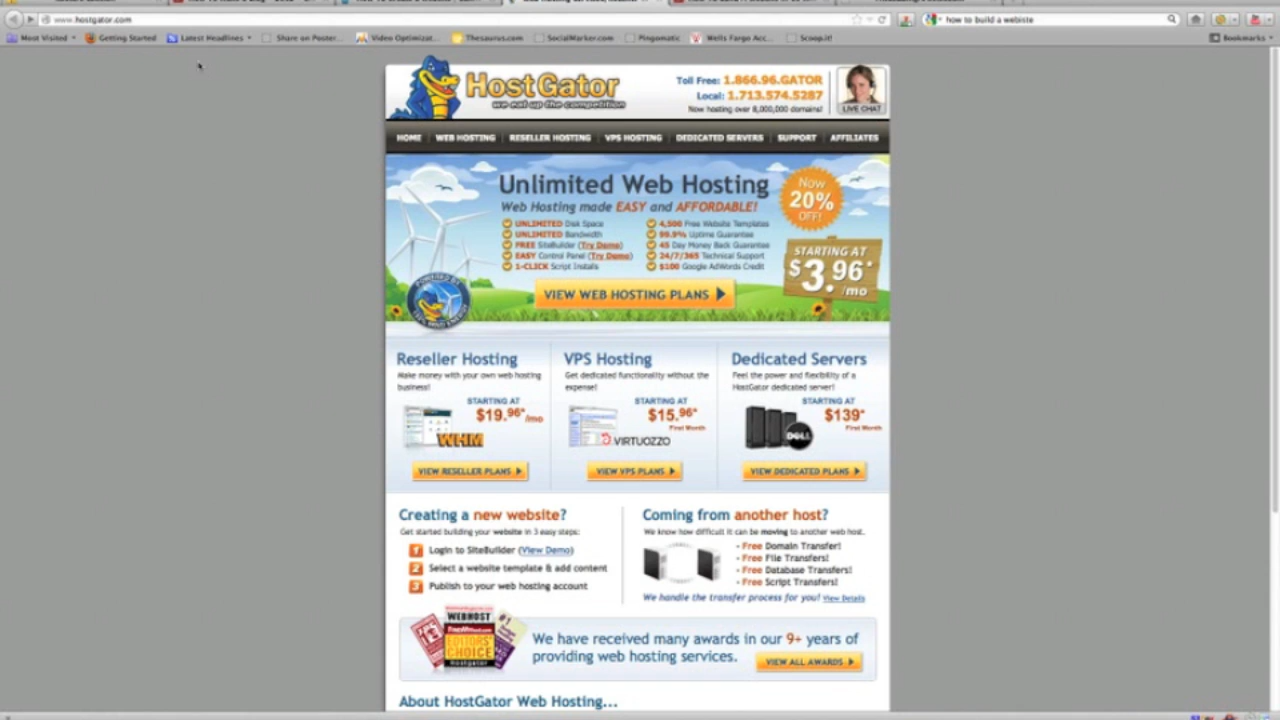 www.hostgator.com
how to build a webiste
Most Visited Getting Started Latest Headlines Share on Poster... Video Optimizat... Thesaurus.com SocialMarker.com Pingomatic Wells Fargo Acc... Scoop.it! Bookmarks
HostGator
we eat up the competition
Toll Free: 1.866.96.GATOR
Local: 1.713.574.5287
Now hosting over 8,000,000 domains!
LIVE CHAT
HOME WEB HOSTING RESELLER HOSTING VPS HOSTING DEDICATED SERVERS SUPPORT AFFILIATES
Unlimited Web Hosting
Web Hosting made EASY and AFFORDABLE!
Now 20% OFF!
UNLIMITED Disk Space 4,500 Free Website Templates
UNLIMITED Bandwidth 99.9% Uptime Guarantee
FREE SiteBuilder (Try Demo) 45 Day Money Back Guarantee
EASY Control Panel (Try Demo) 24/7/365 Technical Support
1-CLICK Script Installs $100 Google AdWords Credit
STARTING AT
$3.96*
/mo
VIEW WEB HOSTING PLANS
POWERED BY
100% WIND ENERGY
Reseller Hosting VPS Hosting Dedicated Servers
Make money with your own web hosting business!
Get dedicated functionality without the expense!
Feel the power and flexibility of a HostGator dedicated server!
STARTING AT STARTING AT STARTING AT
$19.96*/mo $15.96* $139*
First Month First Month
WHM VIRTUOZZO DELL
VIEW RESELLER PLANS VIEW VPS PLANS VIEW DEDICATED PLANS
Creating a new website?
Get started building your website in 3 easy steps:
1 Login to SiteBuilder (View Demo)
2 Select a website template & add content
3 Publish to your web hosting account
Coming from another host?
We know how difficult it can be moving to another web host.
- Free Domain Transfer!
- Free File Transfers!
- Free Database Transfers!
- Free Script Transfers!
We handle the transfer process for you! View Details
WEBHOST
EDITORS'
CHOICE
Hostgator
We have received many awards in our 9+ years of
providing web hosting services.
VIEW ALL AWARDS
About HostGator Web Hosting...